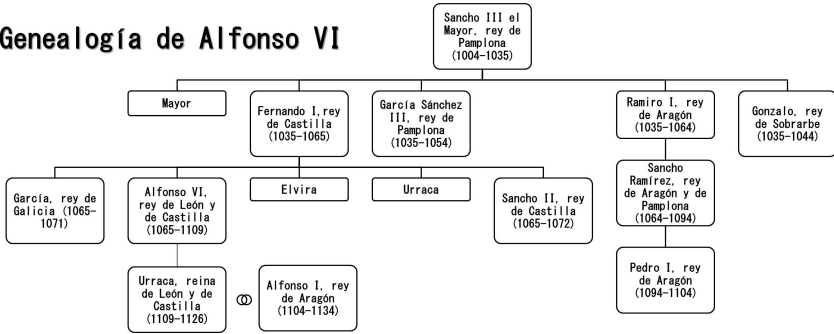 Genealogía de Alfonso VI
Sancho III el
Mayor, rey de
Pamplona
(1004-1035)
Mayor
Fernando I,rey
de Castilla
(1035-1065)
García Sánchez
III, rey de
Pamplona
(1035-1054)
Ramiro I, rey
de Aragón
(1035-1064)
Gonzalo, rey
de Sobrarbe
(1035-1044)
García, rey de
Galicia (1065-
1071)
Alfonso VI,
rey de León y
de Castilla
(1065-1109)
Elvira
Urraca
Sancho II, rey
de Castilla
(1065-1072)
Sancho
Ramírez, rey
de Aragón y de
Pamplona
(1064-1094)
Urraca, reina
de León y de
Castilla
(1109-1126)
Alfonso I, rey
de Aragón
(1104-1134)
Pedro I, rey
de Aragón
(1094-1104)